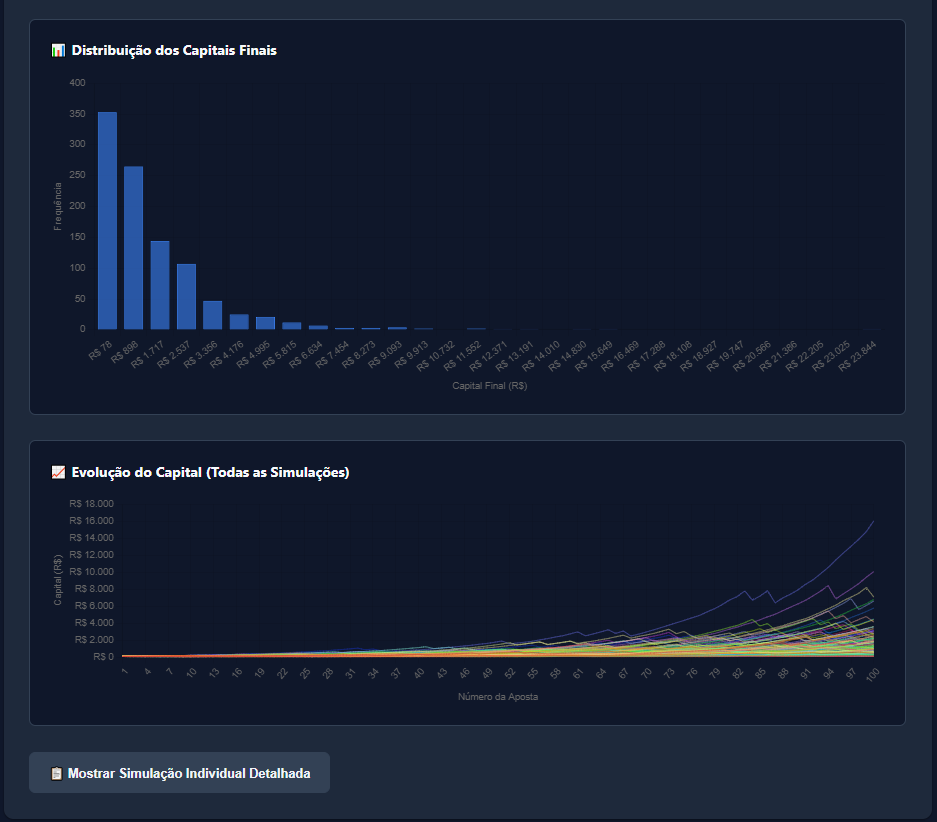 📊 Distribuição dos Capitais Finais
400
350
300
250
200
150
100
50
0
Frequência
R$ 78
R$ 898
R$ 1.717
R$ 2.537
R$ 3.356
R$ 4.176
R$ 4.995
R$ 5.815
R$ 6.634
R$ 7.454
R$ 8.273
R$ 9.093
R$ 9.913
R$ 10.732
R$ 11.552
R$ 12.371
R$ 13.191
R$ 14.010
R$ 14.830
R$ 15.649
R$ 16.469
R$ 17.288
R$ 18.108
R$ 18.927
R$ 19.747
R$ 20.566
R$ 21.386
R$ 22.205
R$ 23.025
R$ 23.844
Capital Final (R$)
📈 Evolução do Capital (Todas as Simulações)
R$ 18.000
R$ 16.000
R$ 14.000
R$ 12.000
R$ 10.000
R$ 8.000
R$ 6.000
R$ 4.000
R$ 2.000
R$ 0
Capital (R$)
1
4
7
10
13
16
19
22
25
28
31
34
37
40
43
46
49
52
55
58
61
64
67
70
73
76
79
82
85
88
91
94
97
100
Número da Aposta
📋 Mostrar Simulação Individual Detalhada